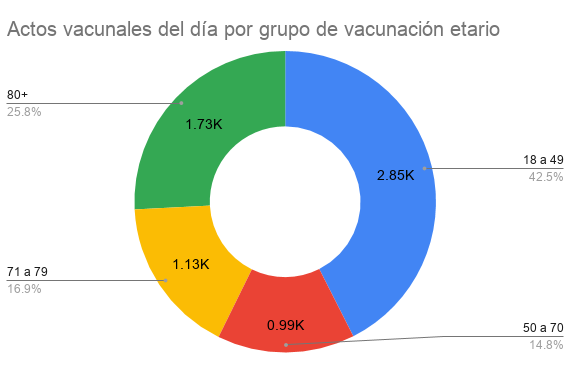 Actos vacunales del día por grupo de vacunación etario
80+
25.8%
1.73K
18 a 49
42.5%
2.85K
71 a 79
16.9%
1.13K
0.99K
50 a 70
14.8%